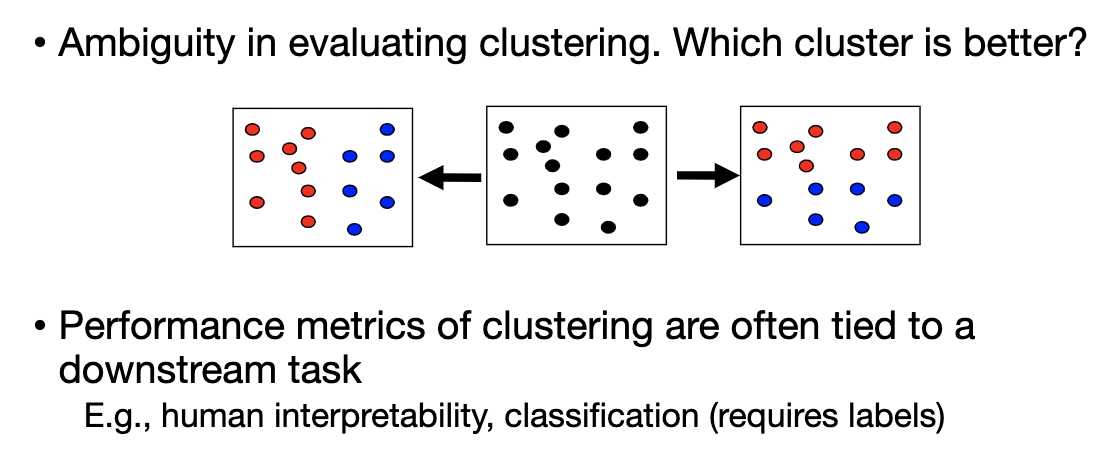 • Ambiguity in evaluating clustering. Which cluster is better?
• Performance metrics of clustering are often tied to a
downstream task
E.g., human interpretability, classification (requires labels)